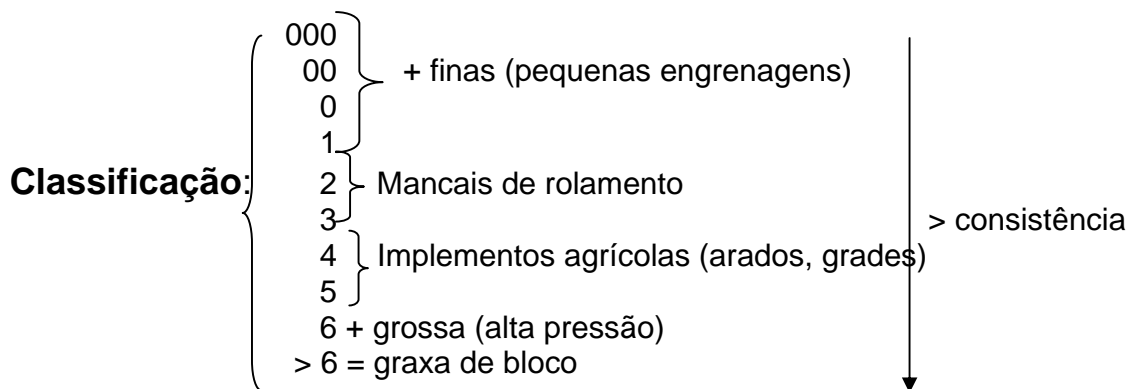 000
00
+ finas (pequenas engrenagens)
0
1
Classificação:
2
Mancais de rolamento
3
> consistência
4
Implementos agrícolas (arados, grades)
5
6 + grossa (alta pressão)
> 6 = graxa de bloco